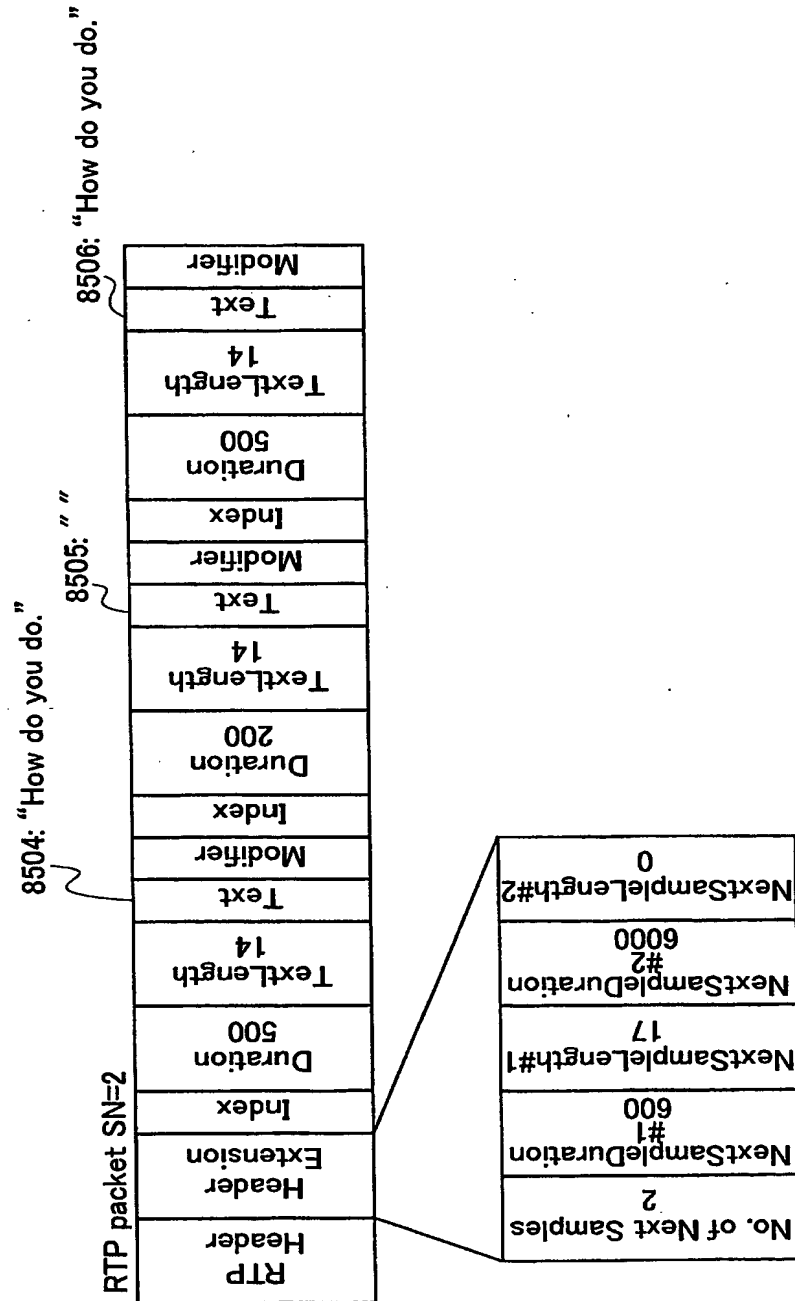 RTP packet SN=2
8504: “How do you do.”
8505: ” ”
8506: “How do you do.”
RTP
Header
Header
Extension
Index
Duration
500
TextLength
14
Text
Modifier
Index
Duration
200
TextLength
14
Text
Modifier
Index
Duration
500
TextLength
14
Text
Modifier
No. of Next Samples
2
NextSampleDuration
#1
600
NextSampleLength#1
17
NextSampleDuration
#2
6000
NextSampleLength#2
0